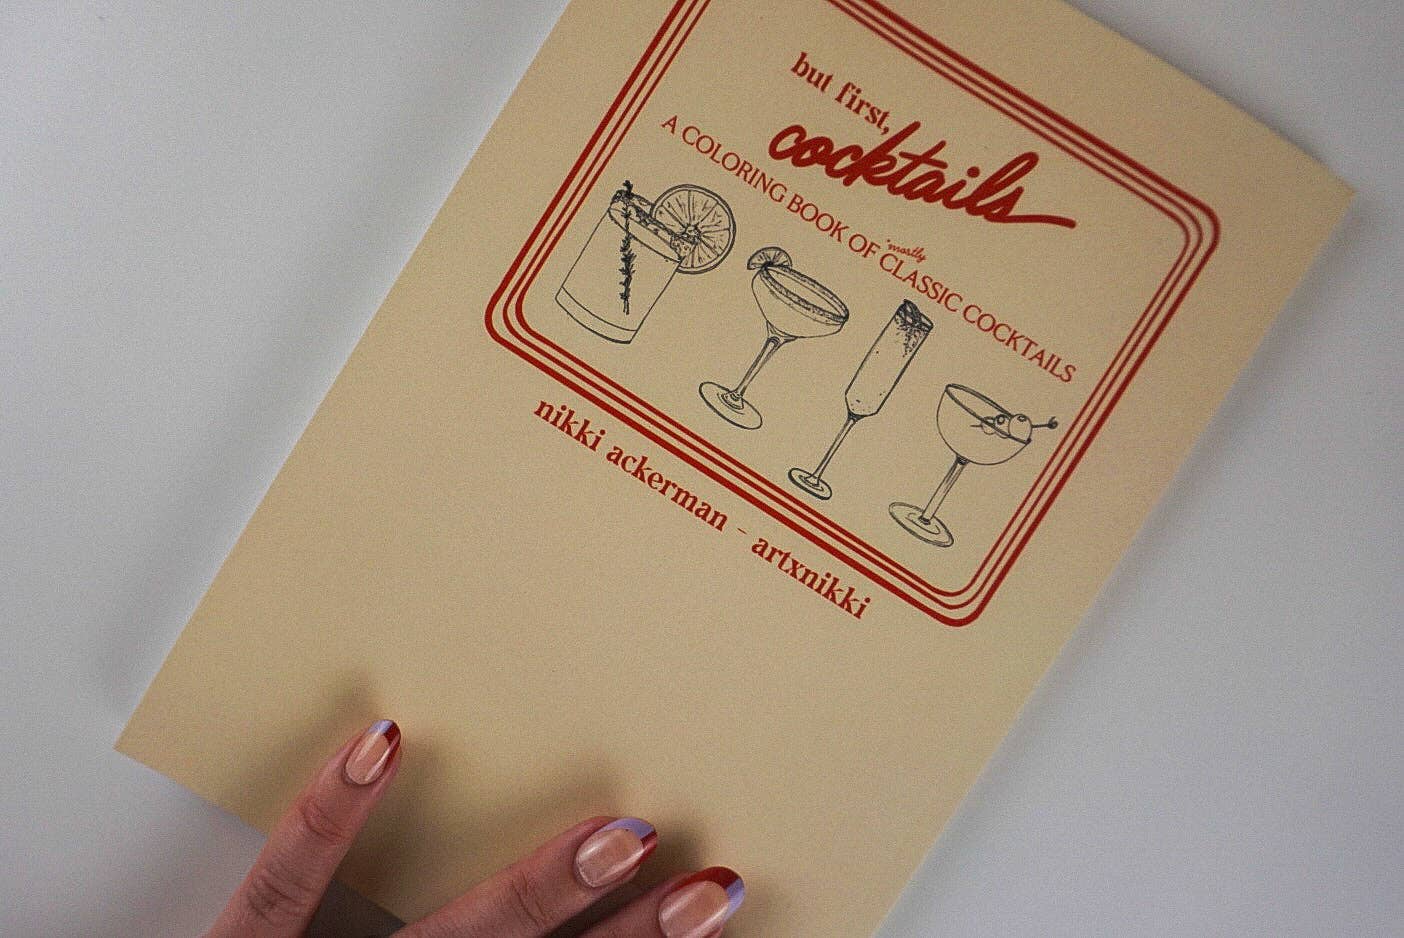 but first,
cocktails
A COLORING BOOK OF *mostly CLASSIC COCKTAILS
nikki ackerman - artxnikki